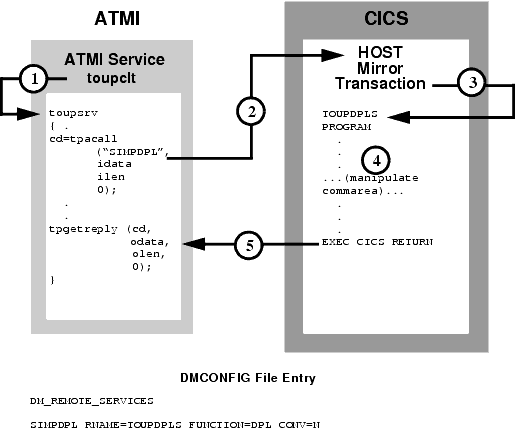 ATMI
CICS
ATMI Service
toupclt
HOST
Mirror
Transaction
1
2
3
toupsrv
{ .
cd=tpacall
("SIMPDPL",
idata
ilen
0);
.
.
tpgetreply (cd,
odata,
olen,
0);
}
TOUPDPLS
PROGRAM
.
.
.
4
...(manipulate
commarea)...
.
.
.
EXEC CICS RETURN
5
DMCONFIG File Entry
DM_REMOTE_SERVICES
SIMPDPL RNAME=TOUPDPLS FUNCTION=DPL CONV=N